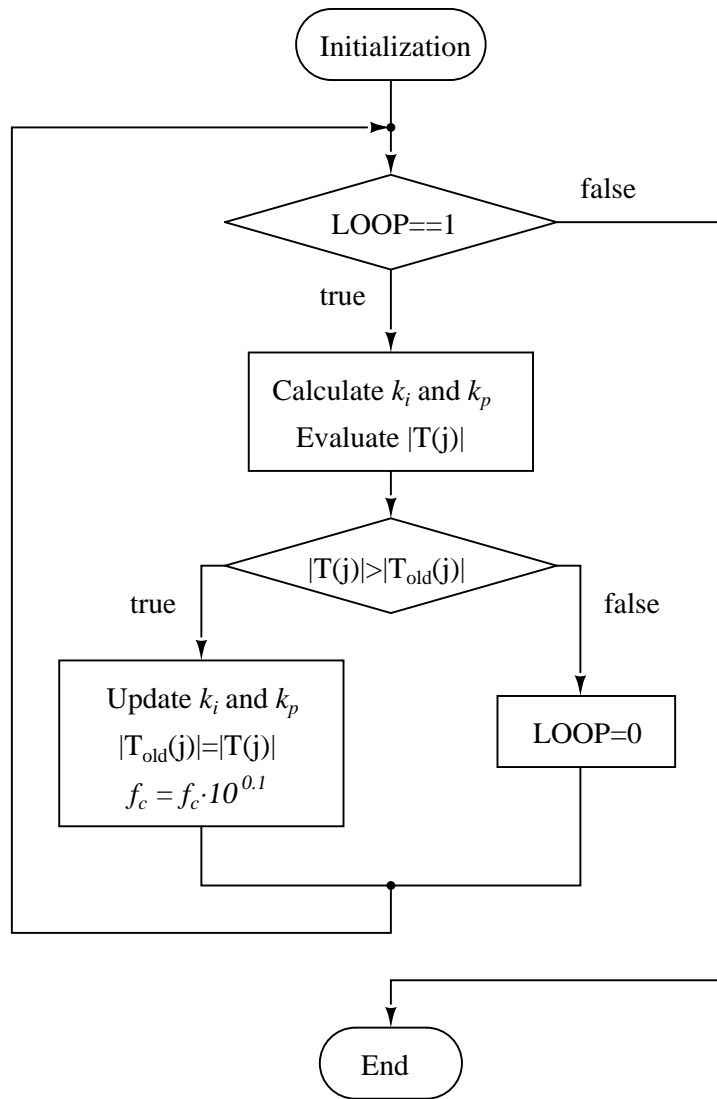 Initialization
false
LOOP==1
true
Calculate k_i and k_p
Evaluate |T(j)|
|T(j)|>|T_old(j)|
true
false
Update k_i and k_p
|T_old(j)|=|T(j)|
f_c = f_c·10^0.1
LOOP=0
End